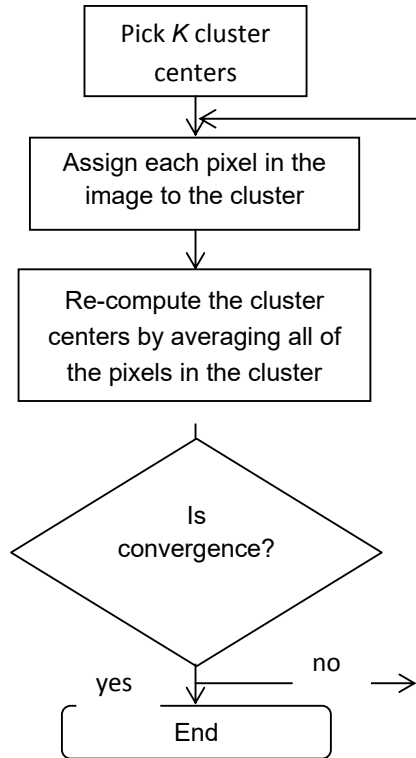 Pick K cluster
centers
Assign each pixel in the
image to the cluster
Re-compute the cluster
centers by averaging all of
the pixels in the cluster
Is
convergence?
no
yes
End